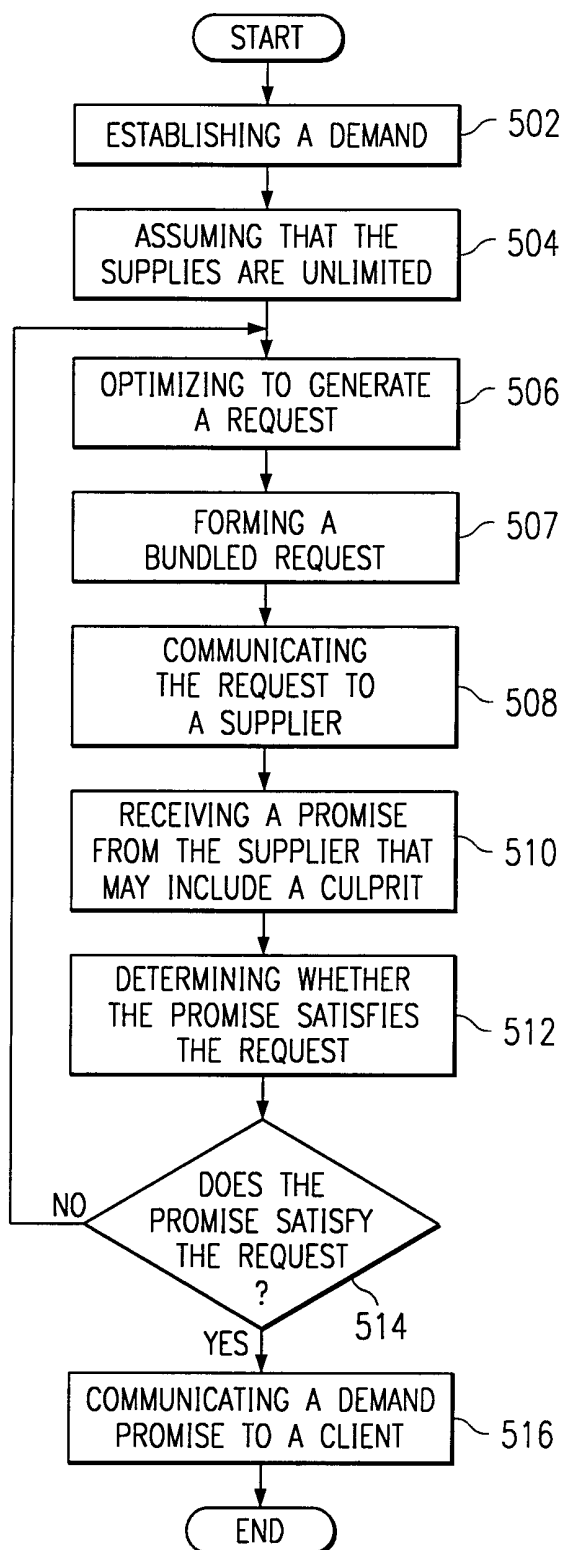 START
ESTABLISHING A DEMAND
502
ASSUMING THAT THE
SUPPLIES ARE UNLIMITED
504
OPTIMIZING TO GENERATE
A REQUEST
506
FORMING A
BUNDLED REQUEST
507
COMMUNICATING
THE REQUEST TO
A SUPPLIER
508
RECEIVING A PROMISE
FROM THE SUPPLIER THAT
MAY INCLUDE A CULPRIT
510
DETERMINING WHETHER
THE PROMISE SATISFIES
THE REQUEST
512
NO
DOES THE
PROMISE SATISFY
THE REQUEST
?
514
YES
COMMUNICATING A DEMAND
PROMISE TO A CLIENT
516
END